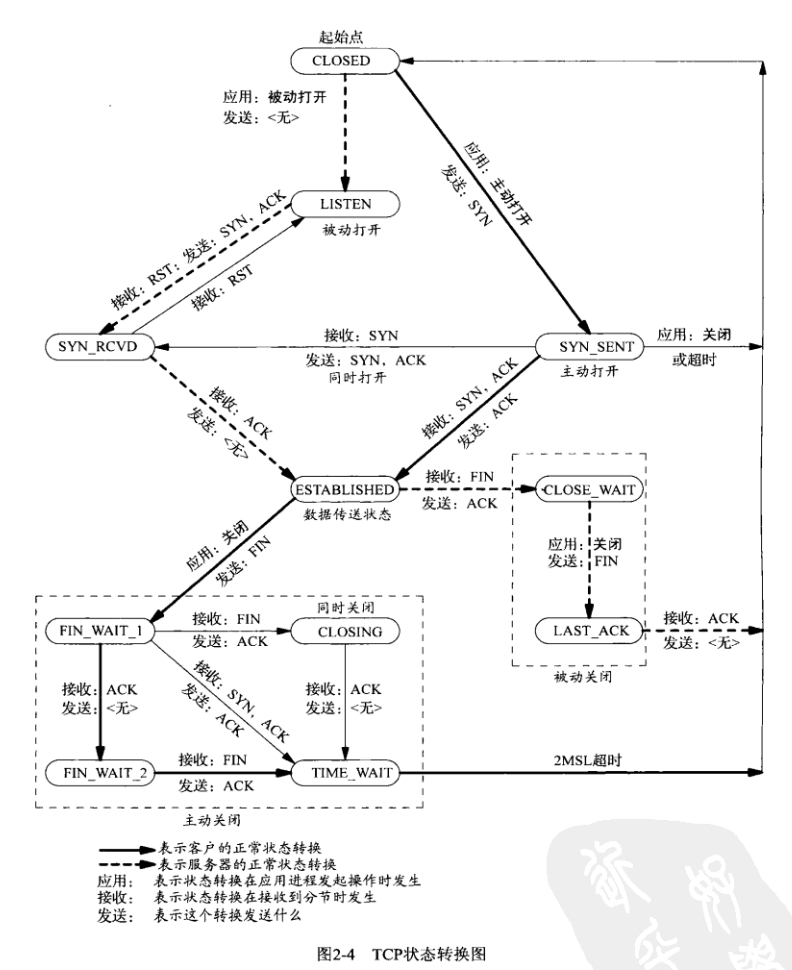 起始点
CLOSED
应用：被动打开
发送：<无>
应用：主动打开
发送：SYN
LISTEN
被动打开
接收：RST；发送：SYN，ACK
接收：RST
SYN_RCVD
接收：SYN
发送：SYN，ACK
同时打开
SYN_SENT
主动打开
应用：关闭
或超时
接收：ACK
发送：<无>
接收：SYN，ACK
发送：ACK
ESTABLISHED
数据传送状态
接收：FIN
发送：ACK
CLOSE_WAIT
应用：关闭
发送：FIN
应用：关闭
发送：FIN
LAST_ACK
接收：ACK
发送：<无>
被动关闭
FIN_WAIT_1
接收：FIN
发送：ACK
同时关闭
CLOSING
接收：ACK
发送：<无>
接收：SYN，ACK
发送：ACK
接收：ACK
发送：<无>
FIN_WAIT_2
接收：FIN
发送：ACK
TIME_WAIT
2MSL超时
主动关闭
表示客户的正常状态转换
表示服务器的正常状态转换
应用： 表示状态转换在应用进程发起操作时发生
接收： 表示状态转换在接收到分节时发生
发送： 表示这个转换发送什么
图2-4 TCP状态转换图